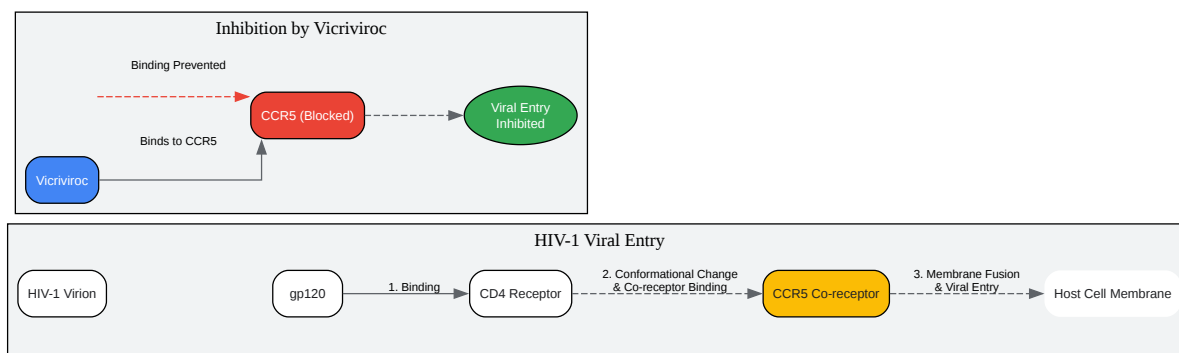 Inhibition by Vicriviroc
Binding Prevented
CCR5 (Blocked)
Viral Entry
Inhibited
Binds to CCR5
Vicriviroc
HIV-1 Viral Entry
HIV-1 Virion
gp120
1. Binding
CD4 Receptor
2. Conformational Change
& Co-receptor Binding
CCR5 Co-receptor
3. Membrane Fusion
& Viral Entry
Host Cell Membrane